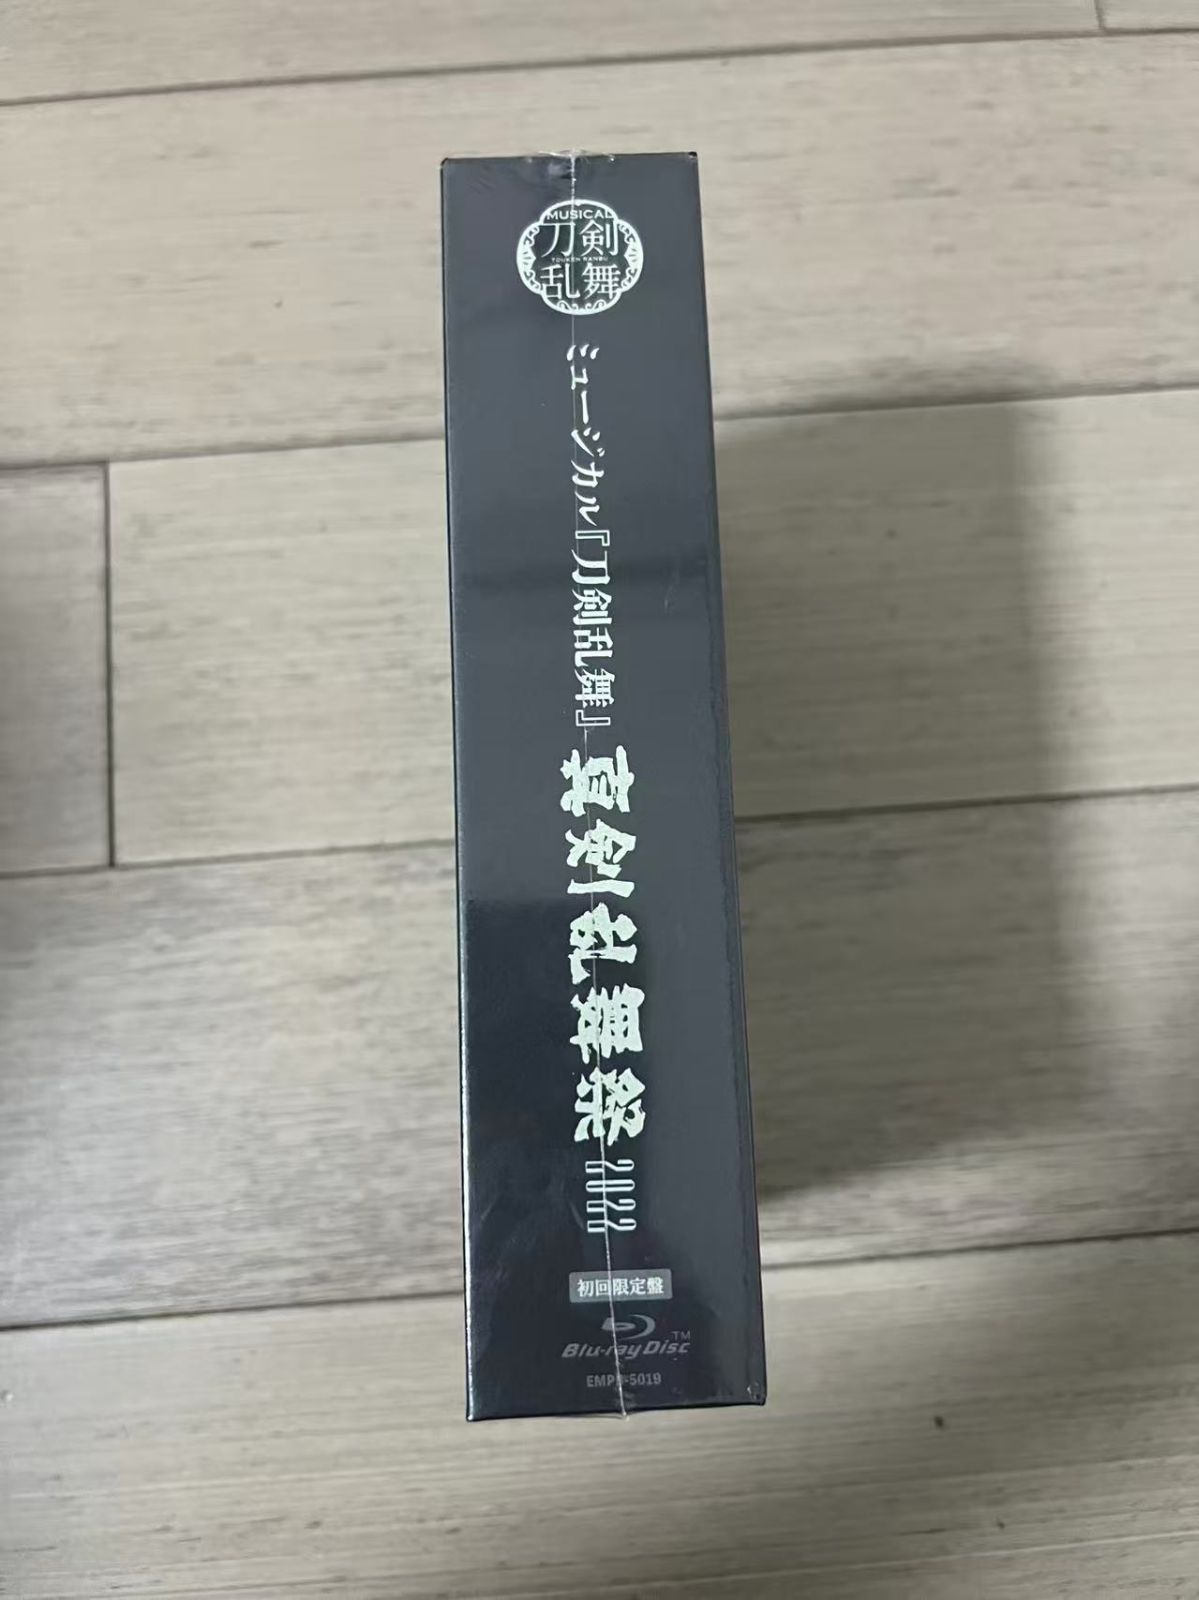 MUSICAL
刀剣
TOUKEN RANBU
乱舞
ミュージカル『刀剣乱舞』 真剣乱舞祭 2022
初回限定盤
Blu-ray Disc™